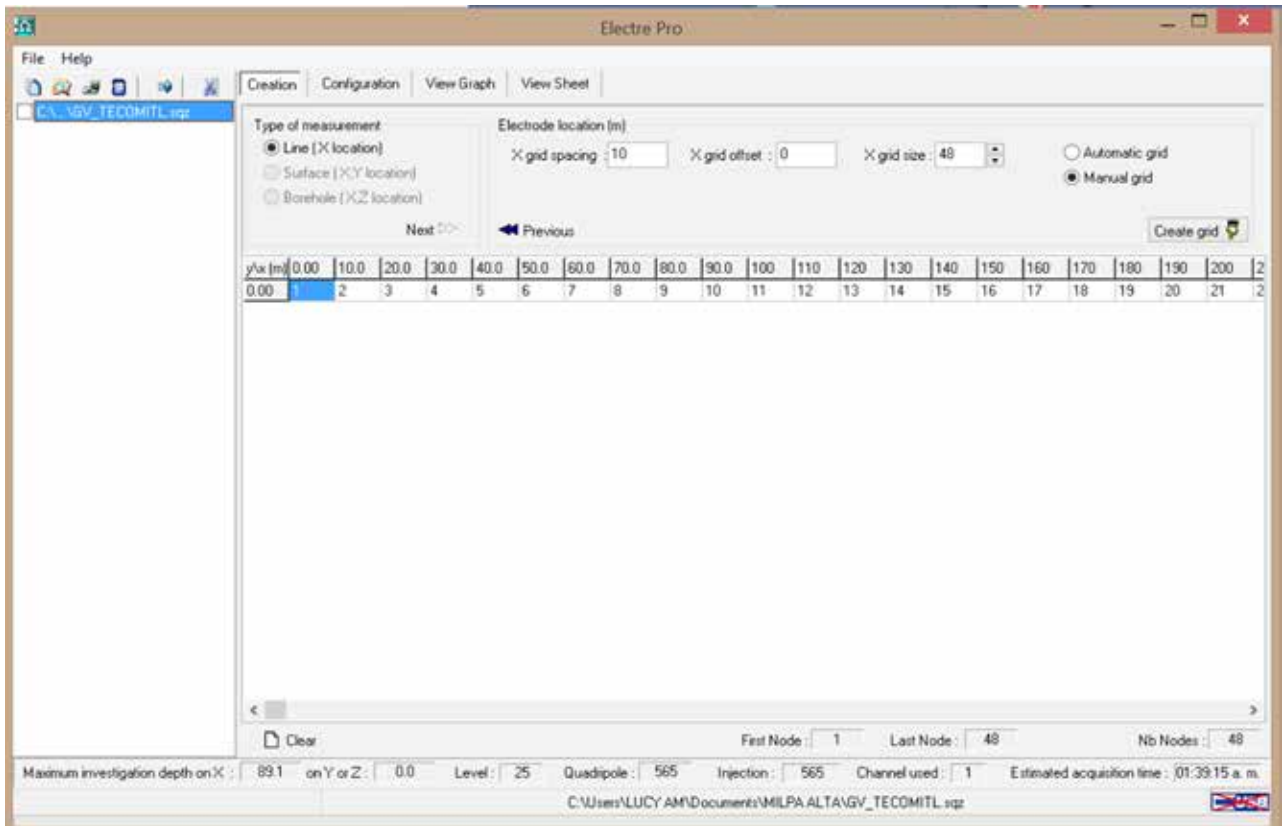 Electre Pro
File Help
Creation Configuration View Graph View Sheet
C:\...\GV_TECOMITL.sqz
Type of measurement
Line (X location)
Surface (X,Y location)
Borehole (X,Z location)
Next >>
Electrode location (m)
X grid spacing : 10 X grid offset : 0 X grid size : 48
Automatic grid
Manual grid
Previous
Create grid
y\x (m) 0.00 10.0 20.0 30.0 40.0 50.0 60.0 70.0 80.0 90.0 100 110 120 130 140 150 160 170 180 190 200 2
0.00 1 2 3 4 5 6 7 8 9 10 11 12 13 14 15 16 17 18 19 20 21 2
Clear First Node : 1 Last Node : 48 Nb Nodes : 48
Maximum investigation depth on X : 89.1 on Y or Z : 0.0 Level : 25 Quadripole : 565 Injection : 565 Channel used : 1 Estimated acquisition time : 01:39:15 a. m.
C:\Users\LUCY AM\Documents\MILPA ALTA\GV_TECOMITL.sqz